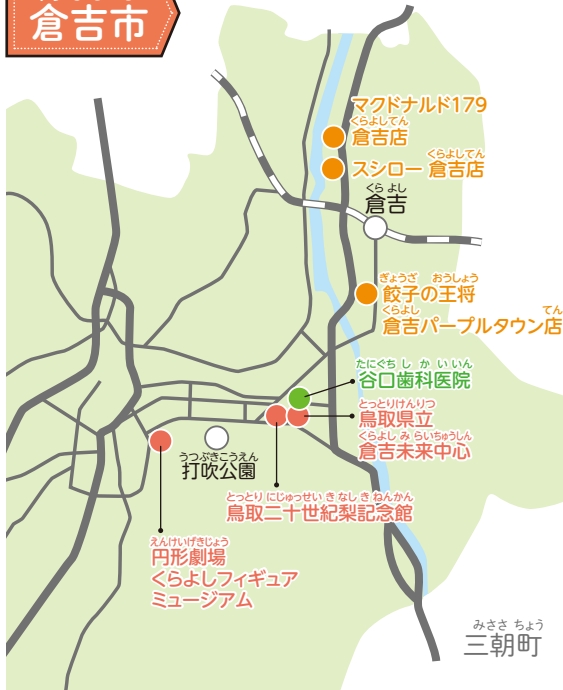 倉吉市
マクドナルド179
くらよしてん
倉吉店
くらよしてん
スシロー 倉吉店
くら よし
倉吉
ぎょうざ おうしょう
餃子の王将
くらよし てん
倉吉パープルタウン店
たにぐち し か い いん
谷口歯科医院
とっとりけんりつ
鳥取県立
くらよし み らいちゅうしん
倉吉未来中心
うつぶきこうえん
打吹公園
とっとり にじゅっせい き なし き ねんかん
鳥取二十世紀梨記念館
えんけいげきじょう
円形劇場
くらよしフィギュア
ミュージアム
みささ ちょう
三朝町